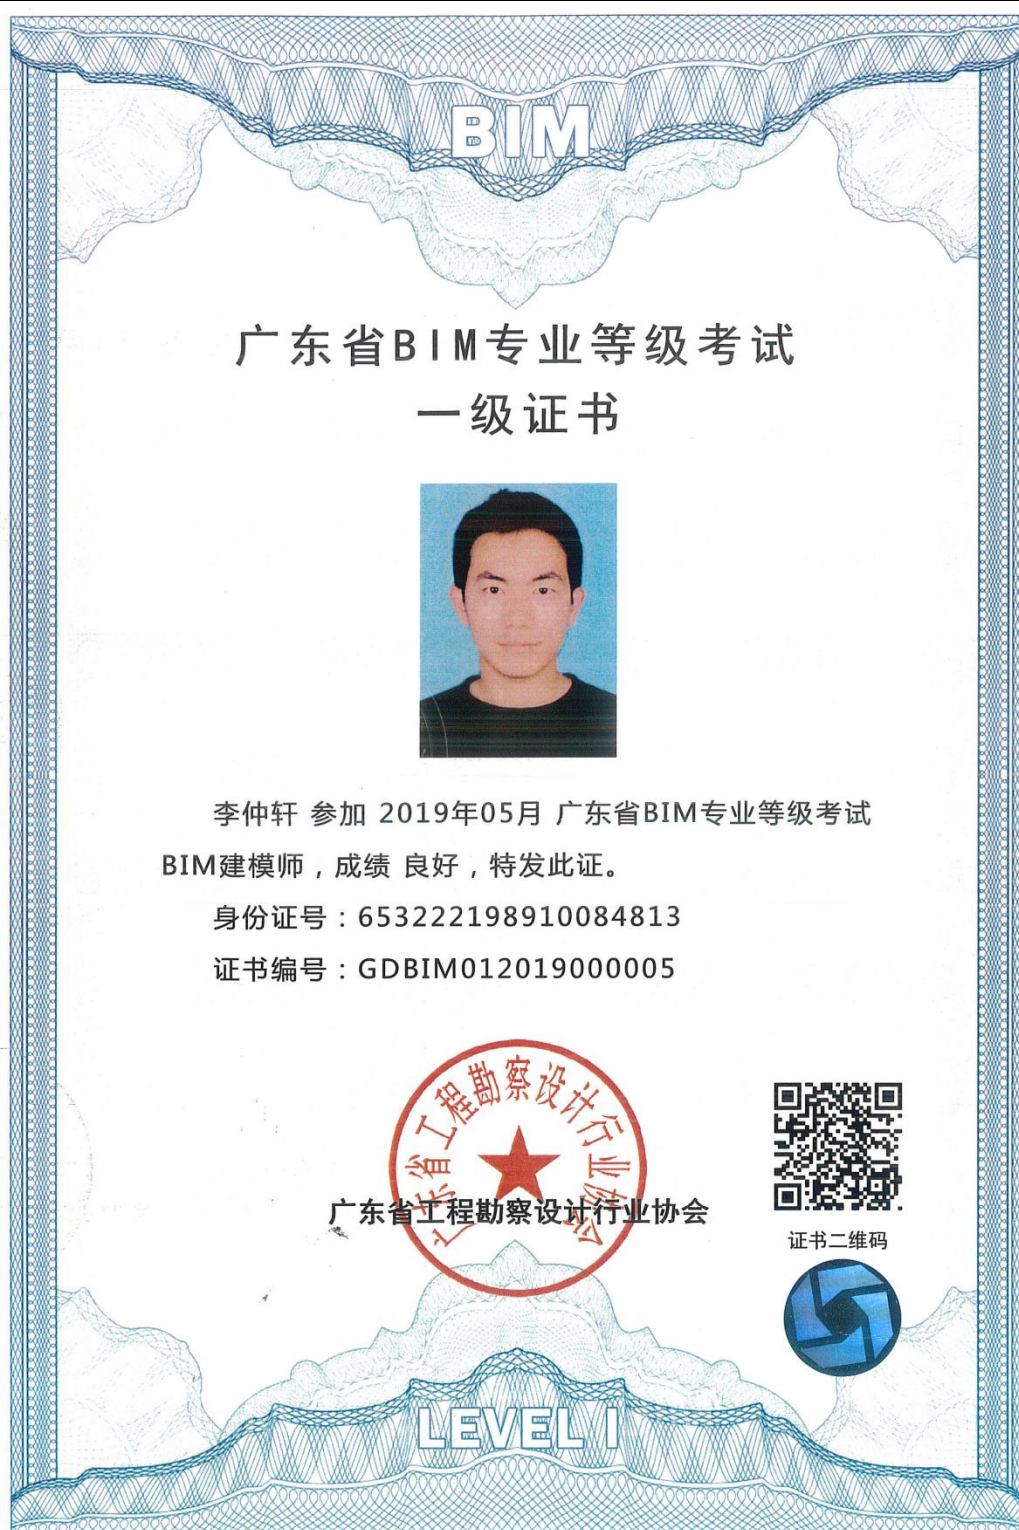 BIM
广东省BIM专业等级考试
一级证书
李仲轩 参加 2019年05月 广东省BIM专业等级考试
BIM建模师，成绩 良好，特发此证。
身份证号：653222198910084813
证书编号：GDBIM012019000005
广东省工程勘察设计行业协会
广东省工程勘察设计行业协会
证书二维码
LEVEL I